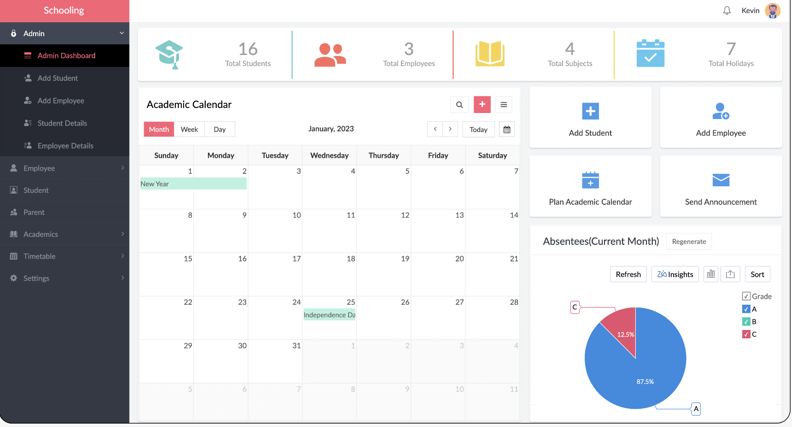 Schooling
Kevin
Admin
Admin Dashboard
Add Student
Add Employee
Student Details
Employee Details
Employee
Student
Parent
Academics
Timetable
Settings
16
Total Students
3
Total Employees
4
Total Subjects
7
Total Holidays
Academic Calendar
Month Week Day
January, 2023
Today
Sunday Monday Tuesday Wednesday Thursday Friday Saturday
1 2 3 4 5 6 7
New Year
8 9 10 11 12 13 14
15 16 17 18 19 20 21
22 23 24 25 26 27 28
Independence Da
29 30 31 1 2 3 4
5 6 7 8 9 10 11
Add Student
Add Employee
Plan Academic Calendar
Send Announcement
Absentees(Current Month) Regenerate
Refresh Zia Insights Sort
Grade
A
B
C
C
12.5%
87.5%
A